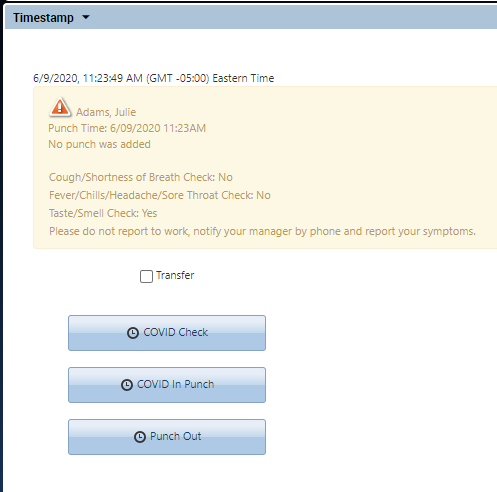 Timestamp
6/9/2020, 11:23:49 AM (GMT -05:00) Eastern Time
Adams, Julie
Punch Time: 6/09/2020 11:23AM
No punch was added
Cough/Shortness of Breath Check: No
Fever/Chills/Headache/Sore Throat Check: No
Taste/Smell Check: Yes
Please do not report to work, notify your manager by phone and report your symptoms.
Transfer
COVID Check
COVID In Punch
Punch Out